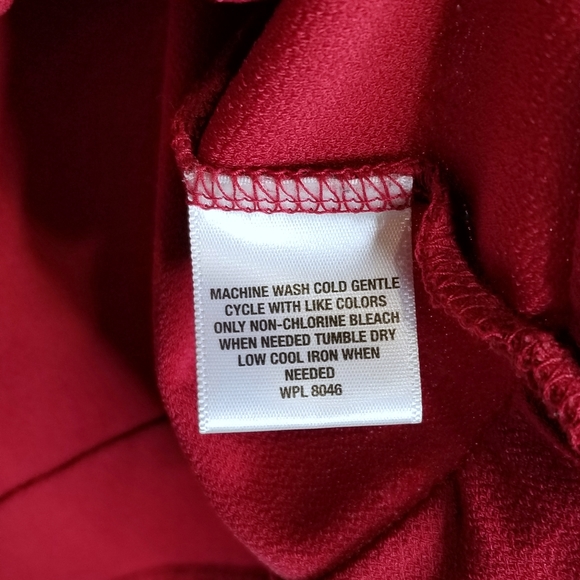 MACHINE WASH COLD GENTLE
CYCLE WITH LIKE COLORS
ONLY NON-CHLORINE BLEACH
WHEN NEEDED TUMBLE DRY
LOW COOL IRON WHEN
NEEDED
WPL 8046